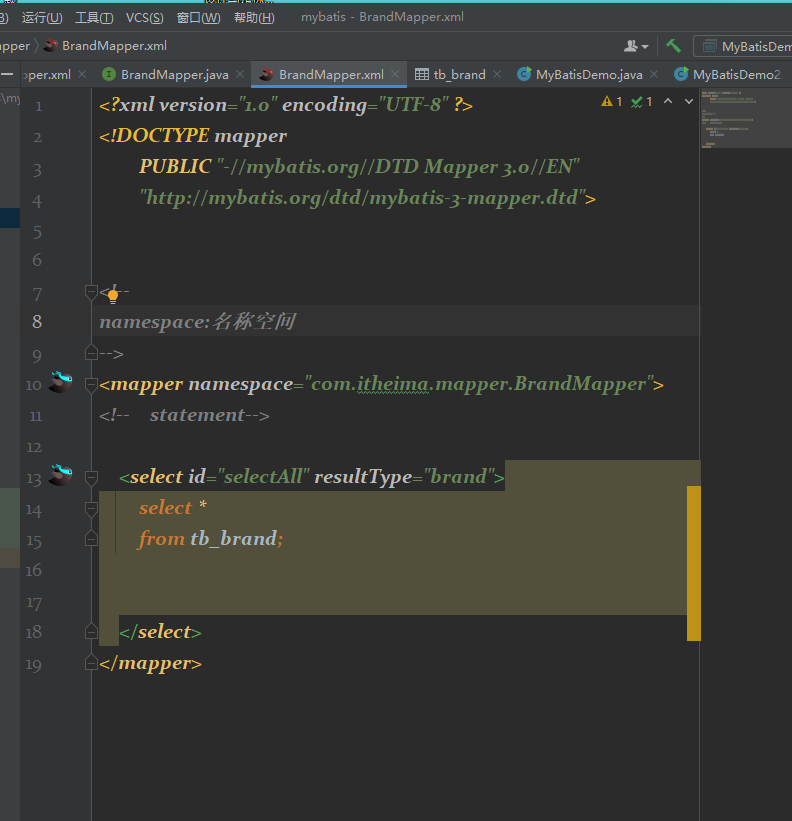 运行(U) 工具(T) VCS(S) 窗口(W) 帮助(H) mybatis - BrandMapper.xml
apper BrandMapper.xml MyBatisDem
per.xml BrandMapper.java BrandMapper.xml tb_brand MyBatisDemo.java MyBatisDemo2
\my
1 <?xml version="1.0" encoding="UTF-8" ?> 1 1
2 <!DOCTYPE mapper
3 PUBLIC "-//mybatis.org//DTD Mapper 3.0//EN"
4 "http://mybatis.org/dtd/mybatis-3-mapper.dtd">
5
6
7 <!--
8 namespace:名称空间
9 -->
10 <mapper namespace="com.itheima.mapper.BrandMapper">
11 <!-- statement-->
12
13 <select id="selectAll" resultType="brand">
14 select *
15 from tb_brand;
16
17
18 </select>
19 </mapper>